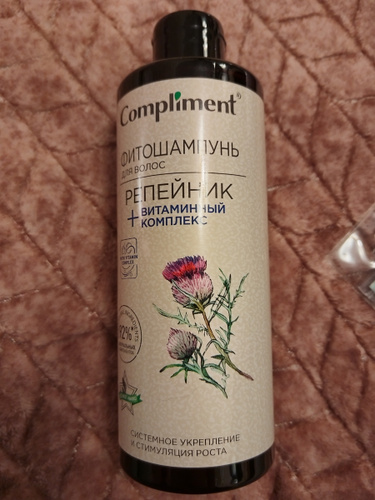 Compliment®
ФИТОШАМПУНЬ
ДЛЯ ВОЛОС
РЕПЕЙНИК
+ ВИТАМИННЫЙ
КОМПЛЕКС
СИСТЕМНОЕ УКРЕПЛЕНИЕ
И СТИМУЛЯЦИЯ РОСТА